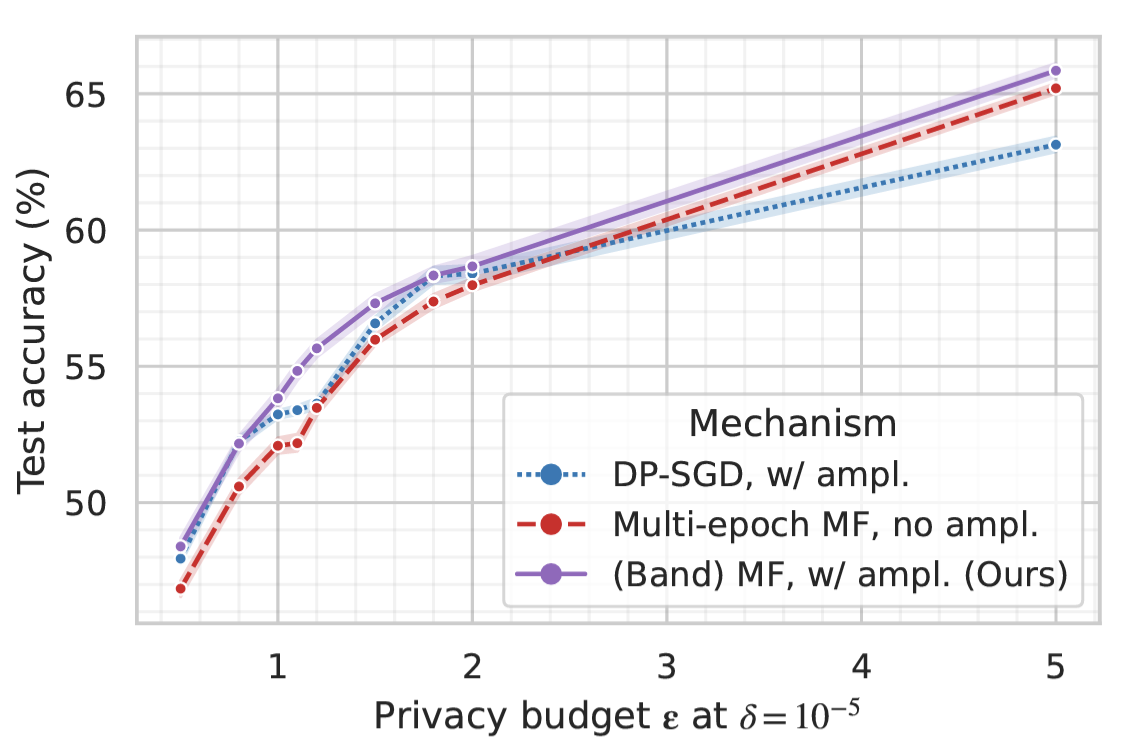 65
60
55
50
Test accuracy (%)
Mechanism
DP-SGD, w/ ampl.
Multi-epoch MF, no ampl.
(Band) MF, w/ ampl. (Ours)
1 2 3 4 5
Privacy budget ε at δ = 10⁻⁵